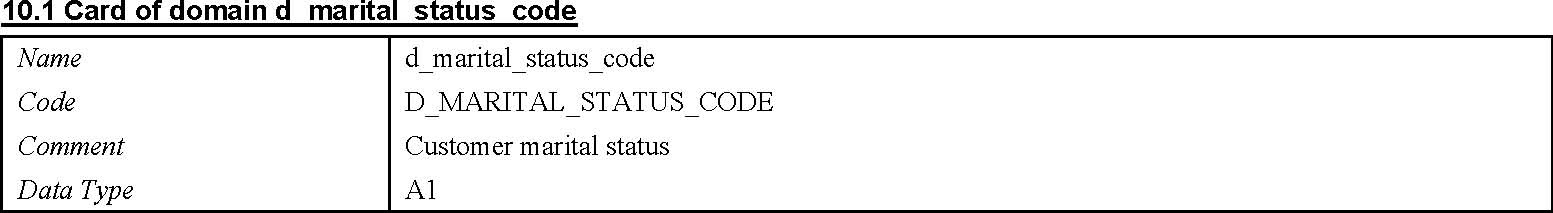 10.1 Card of domain d_marital_status_code
Name d_marital_status_code
Code D_MARITAL_STATUS_CODE
Comment Customer marital status
Data Type A1